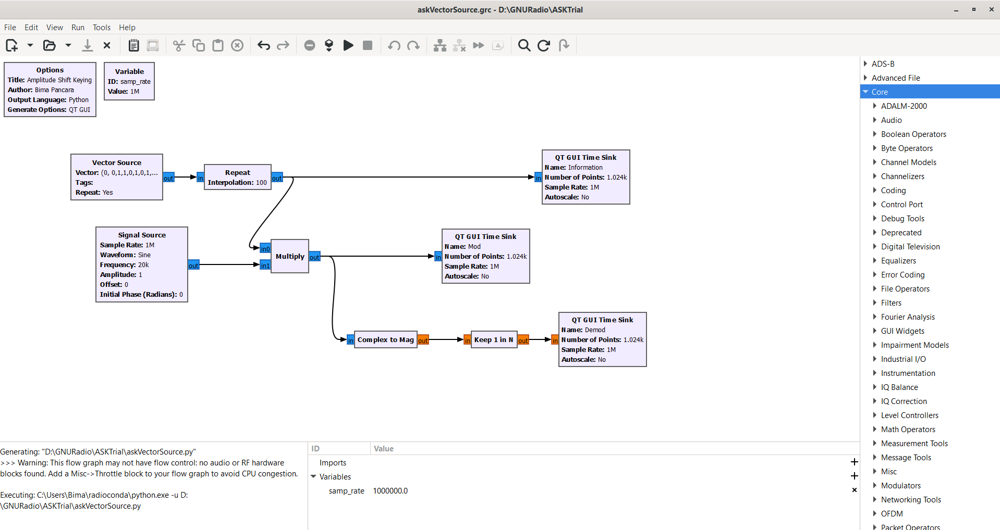 askVectorSource.grc - D:\GNURadio\ASKTrial
File Edit View Run Tools Help
Options
Title: Amplitude Shift Keying
Author: Bima Pancara
Output Language: Python
Generate Options: QT GUI
Variable
ID: samp_rate
Value: 1M
Vector Source
Vector: (0, 0,1,1,0,1,0,1,...
Tags:
Repeat: Yes
out
in
Repeat
Interpolation: 100
out
in
QT GUI Time Sink
Name: Information
Number of Points: 1.024k
Sample Rate: 1M
Autoscale: No
Signal Source
Sample Rate: 1M
Waveform: Sine
Frequency: 20k
Amplitude: 1
Offset: 0
Initial Phase (Radians): 0
out
in0
in1
Multiply
out
in
QT GUI Time Sink
Name: Mod
Number of Points: 1.024k
Sample Rate: 1M
Autoscale: No
in
Complex to Mag
out
in
Keep 1 in N
out
in
QT GUI Time Sink
Name: Demod
Number of Points: 1.024k
Sample Rate: 1M
Autoscale: No
Generating: "D:\GNURadio\ASKTrial\askVectorSource.py"
>>> Warning: This flow graph may not have flow control: no audio or RF hardware
blocks found. Add a Misc->Throttle block to your flow graph to avoid CPU congestion.
Executing: C:\Users\Bima\radioconda\python.exe -u D:
\GNURadio\ASKTrial\askVectorSource.py
ID Value
Imports
Variables
samp_rate 1000000.0
ADS-B
Advanced File
Core
ADALM-2000
Audio
Boolean Operators
Byte Operators
Channel Models
Channelizers
Coding
Control Port
Debug Tools
Deprecated
Digital Television
Equalizers
Error Coding
File Operators
Filters
Fourier Analysis
GUI Widgets
Impairment Models
Industrial I/O
Instrumentation
IQ Balance
IQ Correction
Level Controllers
Math Operators
Measurement Tools
Message Tools
Misc
Modulators
Networking Tools
OFDM
Packet Operators